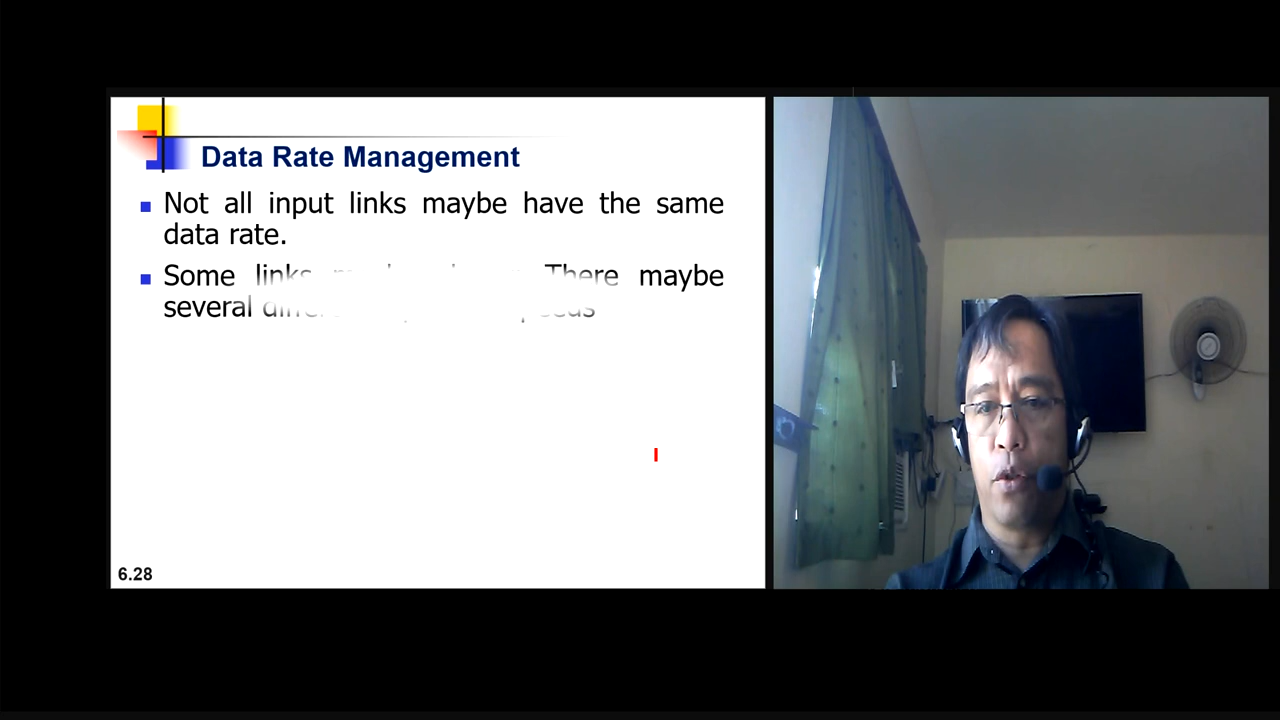 Data Rate Management
Not all input links maybe have the same
data rate.
Some links There maybe
several
6.28